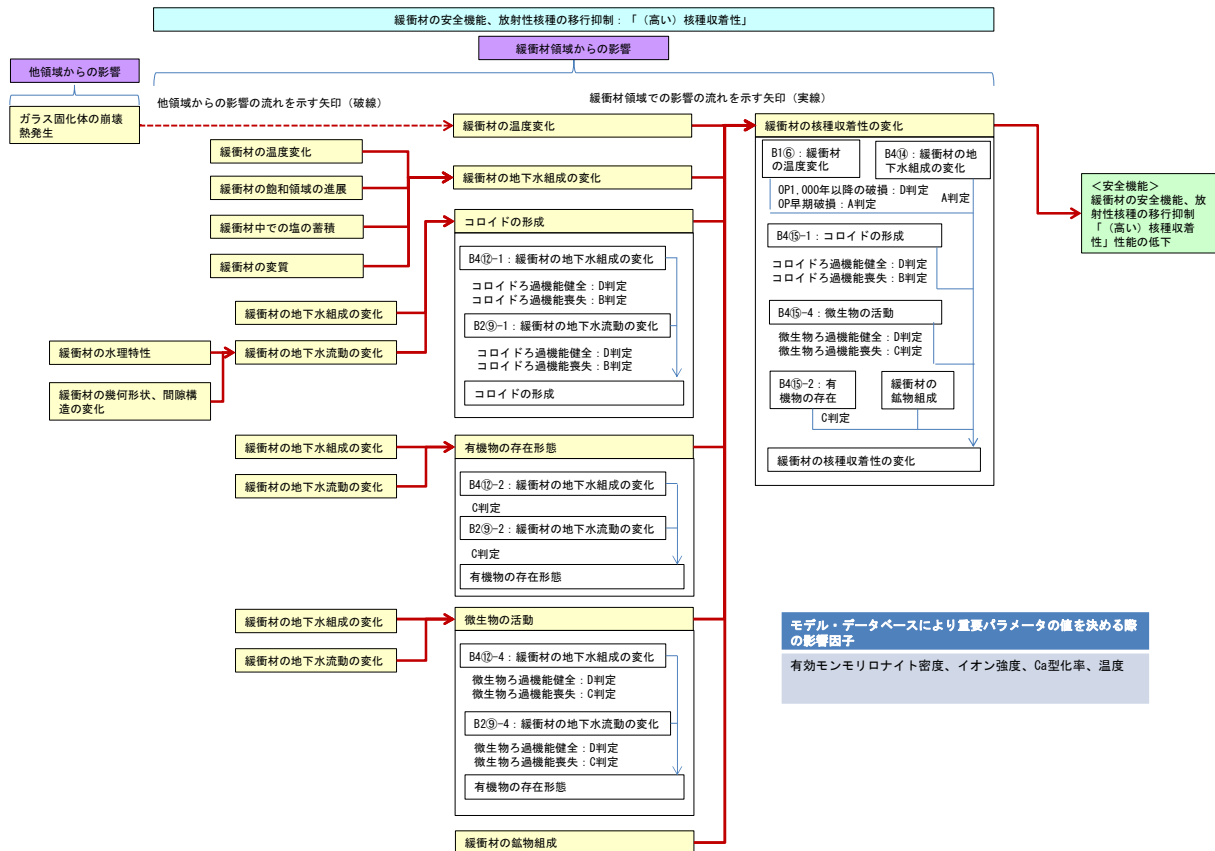 緩衝材の安全機能、放射性核種の移行抑制：「（高い）核種収着性」
緩衝材領域からの影響
他領域からの影響
他領域からの影響の流れを示す矢印（破線）
緩衝材領域での影響の流れを示す矢印（実線）
ガラス固化体の崩壊
熱発生
緩衝材の温度変化
緩衝材の温度変化
緩衝材の飽和領域の進展
緩衝材中での塩の蓄積
緩衝材の変質
緩衝材の地下水組成の変化
緩衝材の地下水組成の変化
緩衝材の水理特性
緩衝材の地下水流動の変化
緩衝材の幾何形状、間隙構
造の変化
コロイドの形成
B4⑫-1：緩衝材の地下水組成の変化
コロイドろ過機能健全：D判定
コロイドろ過機能喪失：B判定
B2⑨-1：緩衝材の地下水流動の変化
コロイドろ過機能健全：D判定
コロイドろ過機能喪失：B判定
コロイドの形成
緩衝材の地下水組成の変化
緩衝材の地下水流動の変化
有機物の存在形態
B4⑫-2：緩衝材の地下水組成の変化
C判定
B2⑨-2：緩衝材の地下水流動の変化
C判定
有機物の存在形態
緩衝材の地下水組成の変化
緩衝材の地下水流動の変化
微生物の活動
B4⑫-4：緩衝材の地下水組成の変化
微生物ろ過機能健全：D判定
微生物ろ過機能喪失：C判定
B2⑨-4：緩衝材の地下水流動の変化
微生物ろ過機能健全：D判定
微生物ろ過機能喪失：C判定
有機物の存在形態
緩衝材の鉱物組成
緩衝材の核種収着性の変化
B1⑥：緩衝材
の温度変化
B4⑭：緩衝材の地
下水組成の変化
OP1,000年以降の破損：D判定
OP早期破損：A判定
A判定
B4⑮-1：コロイドの形成
コロイドろ過機能健全：D判定
コロイドろ過機能喪失：B判定
B4⑮-4：微生物の活動
微生物ろ過機能健全：D判定
微生物ろ過機能喪失：C判定
B4⑮-2：有
機物の存在
緩衝材の
鉱物組成
C判定
緩衝材の核種収着性の変化
＜安全機能＞
緩衝材の安全機能、放
射性核種の移行抑制
「（高い）核種収着
性」性能の低下
モデル・データベースにより重要パラメータの値を決める際
の影響因子
有効モンモリロナイト密度、イオン強度、Ca型化率、温度